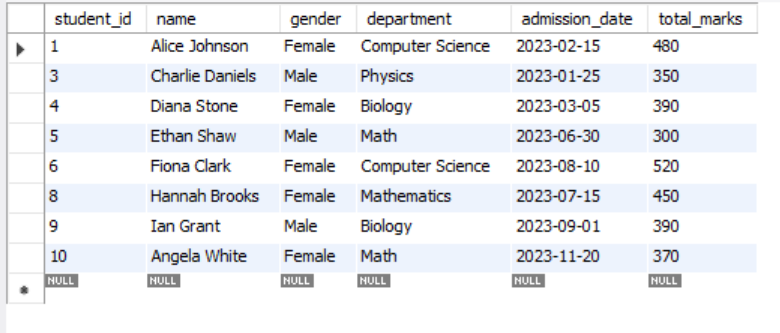 student_id name gender department admission_date total_marks
1 Alice Johnson Female Computer Science 2023-02-15 480
3 Charlie Daniels Male Physics 2023-01-25 350
4 Diana Stone Female Biology 2023-03-05 390
5 Ethan Shaw Male Math 2023-06-30 300
6 Fiona Clark Female Computer Science 2023-08-10 520
8 Hannah Brooks Female Mathematics 2023-07-15 450
9 Ian Grant Male Biology 2023-09-01 390
10 Angela White Female Math 2023-11-20 370
NULL NULL NULL NULL NULL NULL